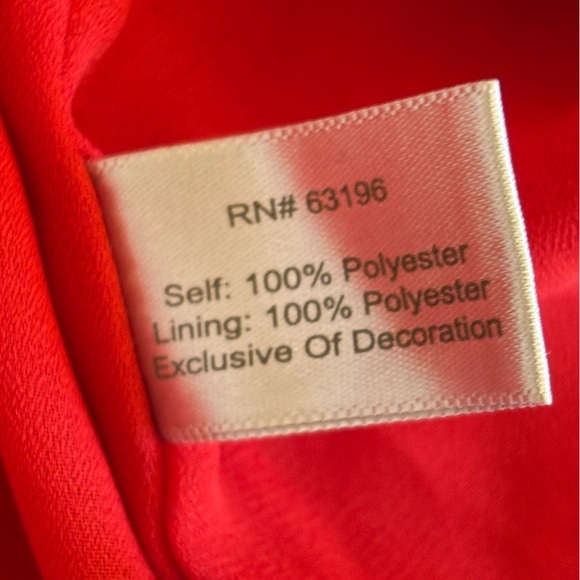 RN# 63196
Self: 100% Polyester
Lining: 100% Polyester
Exclusive Of Decoration